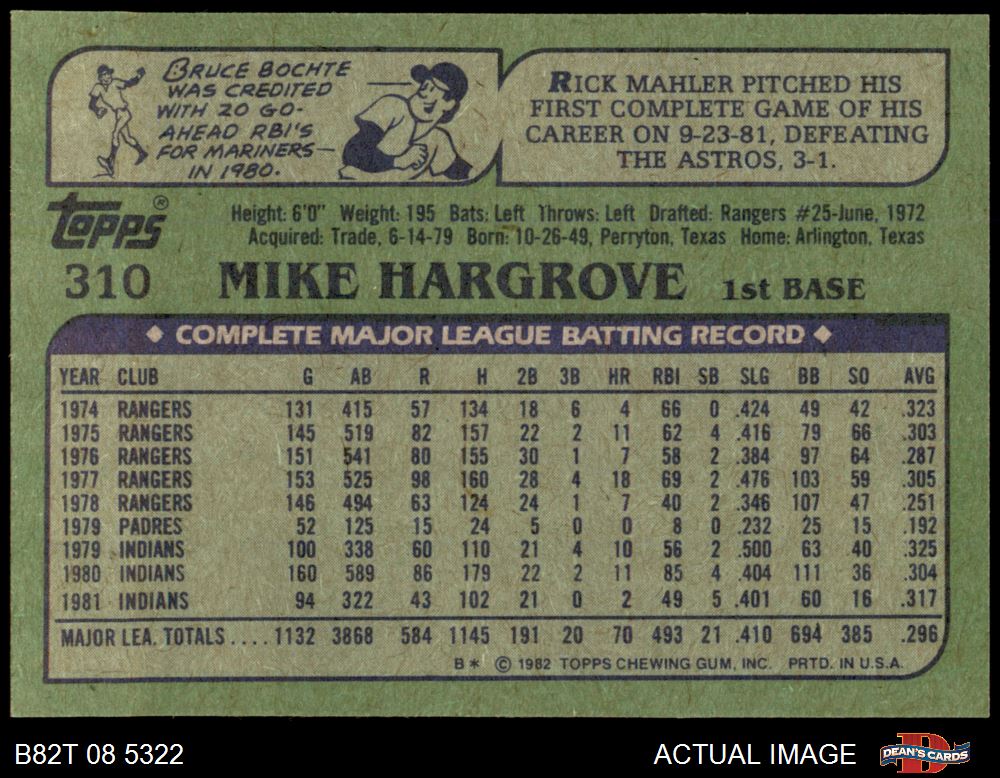 BRUCE BOCHTE
WAS CREDITED
WITH 20 GO-
AHEAD RBI'S
FOR MARINERS—
IN 1980.
RICK MAHLER PITCHED HIS
FIRST COMPLETE GAME OF HIS
CAREER ON 9-23-81, DEFEATING
THE ASTROS, 3-1.
Topps®
Height: 6'0" Weight: 195 Bats: Left Throws: Left Drafted: Rangers #25-June, 1972
Acquired: Trade, 6-14-79 Born: 10-26-49, Perryton, Texas Home: Arlington, Texas
310 MIKE HARGROVE 1st BASE
◆ COMPLETE MAJOR LEAGUE BATTING RECORD ◆
YEAR CLUB G AB R H 2B 3B HR RBI SB SLG BB SO AVG
1974 RANGERS 131 415 57 134 18 6 4 66 0 .424 49 42 .323
1975 RANGERS 145 519 82 157 22 2 11 62 4 .416 79 66 .303
1976 RANGERS 151 541 80 155 30 1 7 58 2 .384 97 64 .287
1977 RANGERS 153 525 98 160 28 4 18 69 2 .476 103 59 .305
1978 RANGERS 146 494 63 124 24 1 7 40 2 .346 107 47 .251
1979 PADRES 52 125 15 24 5 0 0 8 0 .232 25 15 .192
1979 INDIANS 100 338 60 110 21 4 10 56 2 .500 63 40 .325
1980 INDIANS 160 589 86 179 22 2 11 85 4 .404 111 36 .304
1981 INDIANS 94 322 43 102 21 0 2 49 5 .401 60 16 .317
MAJOR LEA. TOTALS .... 1132 3868 584 1145 191 20 70 493 21 .410 694 385 .296
B* © 1982 TOPPS CHEWING GUM, INC. PRTD. IN U.S.A.
B82T 08 5322 ACTUAL IMAGE D DEAN'S CARDS